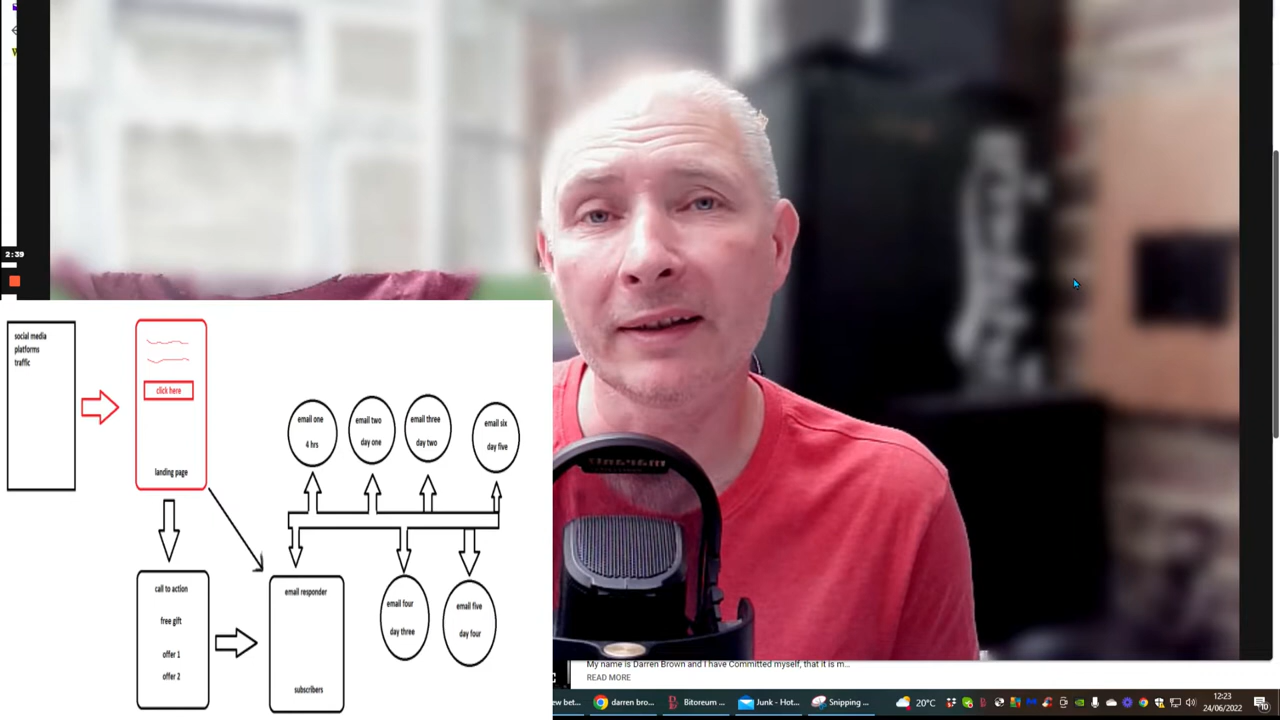 2:39
social media
platforms
traffic
click here
landing page
call to action
free gift
offer 1
offer 2
email responder
subscribers
email one
4 hrs
email two
day one
email three
day two
email six
day five
email four
day three
email five
day four
My name is Darren Brown and I have Committed myself, that it is m...
READ MORE
ew bet...
darren bro...
Bitoreum ...
Junk - Hot...
Snipping ...
20°C
12:23
24/06/2022
10